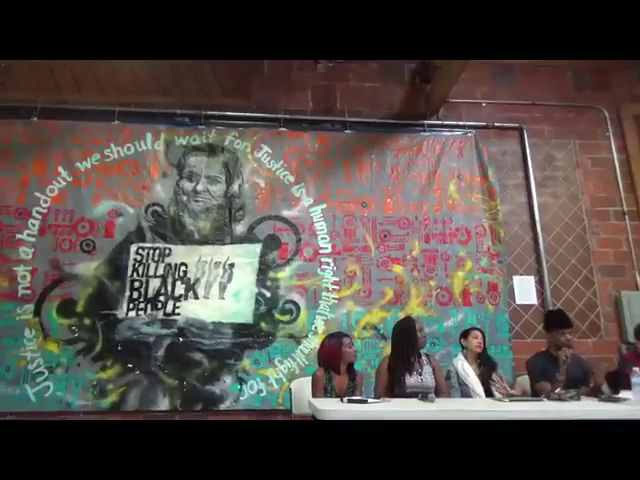 Justice is not a handout we should wait for. Justice is a human right that we must fight for
STOP
KILLING
BLACK
PEOPLE